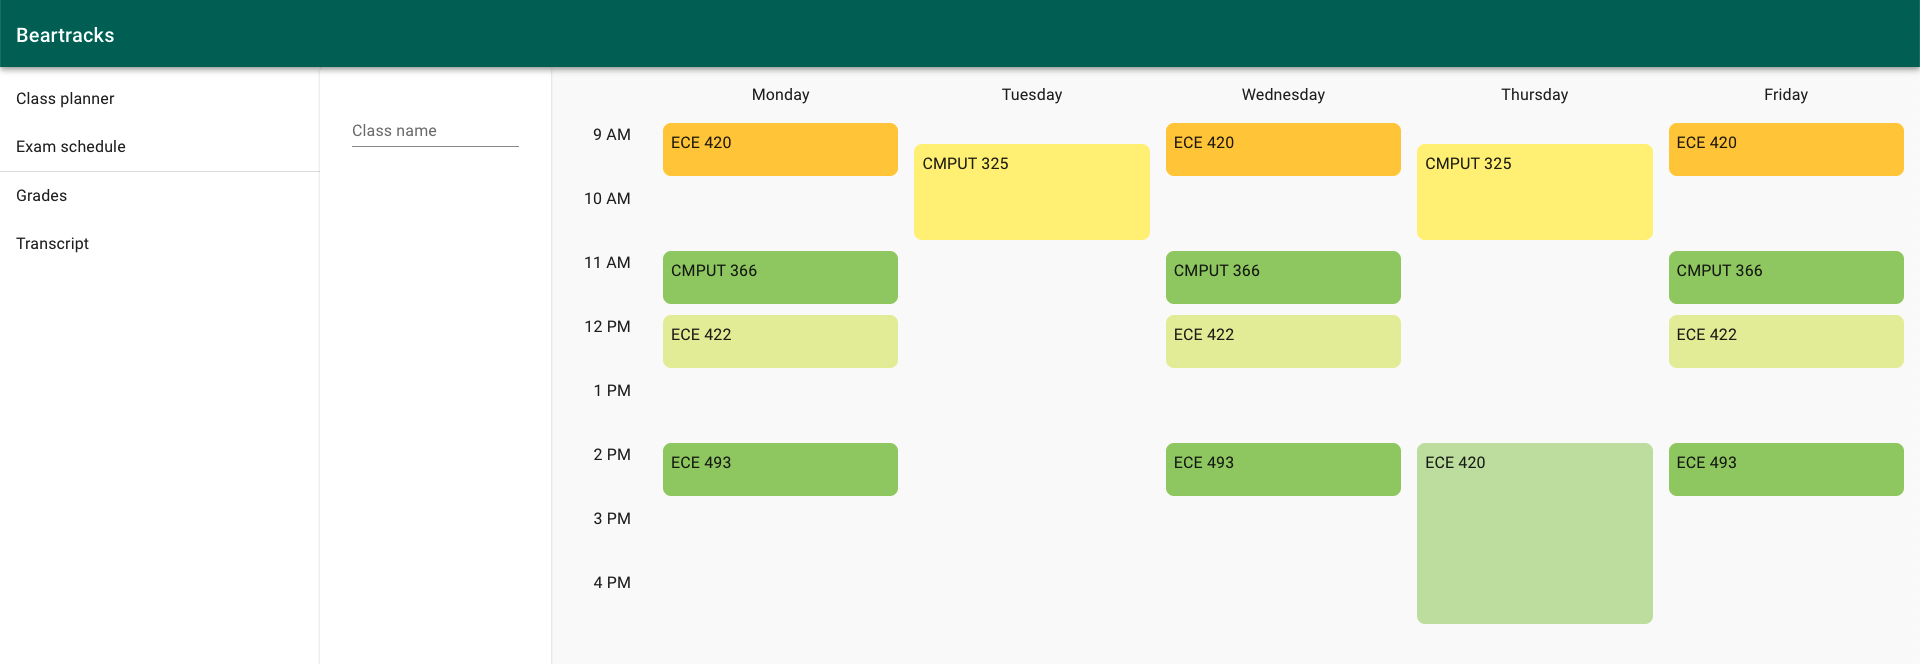 Beartracks
Class planner
Exam schedule
Grades
Transcript
Class name
Monday Tuesday Wednesday Thursday Friday
9 AM
ECE 420 ECE 420 ECE 420
CMPUT 325 CMPUT 325
10 AM
11 AM
CMPUT 366 CMPUT 366 CMPUT 366
12 PM
ECE 422 ECE 422 ECE 422
1 PM
2 PM
ECE 493 ECE 493 ECE 420 ECE 493
3 PM
4 PM